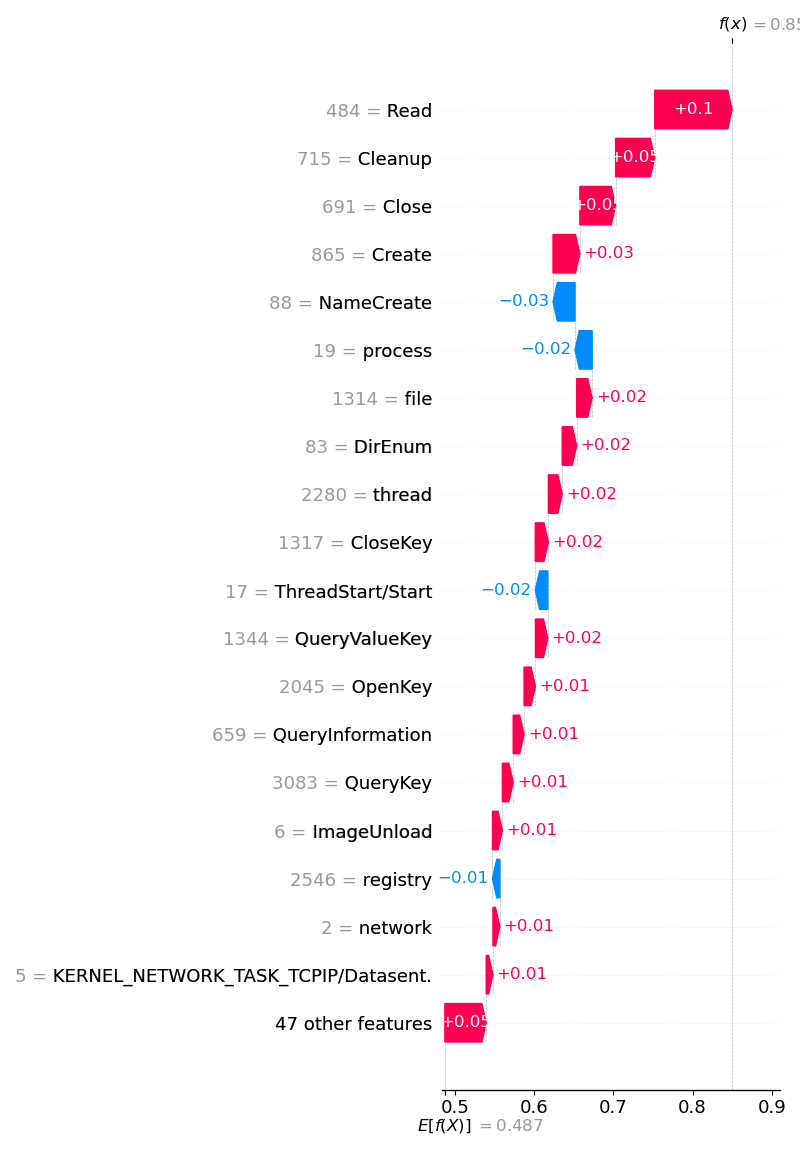 f(x) = 0.85
484 = Read +0.1
715 = Cleanup +0.05
691 = Close +0.05
865 = Create +0.03
88 = NameCreate −0.03
19 = process −0.02
1314 = file +0.02
83 = DirEnum +0.02
2280 = thread +0.02
1317 = CloseKey +0.02
17 = ThreadStart/Start −0.02
1344 = QueryValueKey +0.02
2045 = OpenKey +0.01
659 = QueryInformation +0.01
3083 = QueryKey +0.01
6 = ImageUnload +0.01
2546 = registry −0.01
2 = network +0.01
5 = KERNEL_NETWORK_TASK_TCPIP/Datasent. +0.01
47 other features +0.05
0.5 0.6 0.7 0.8 0.9
E[f(X)] = 0.487